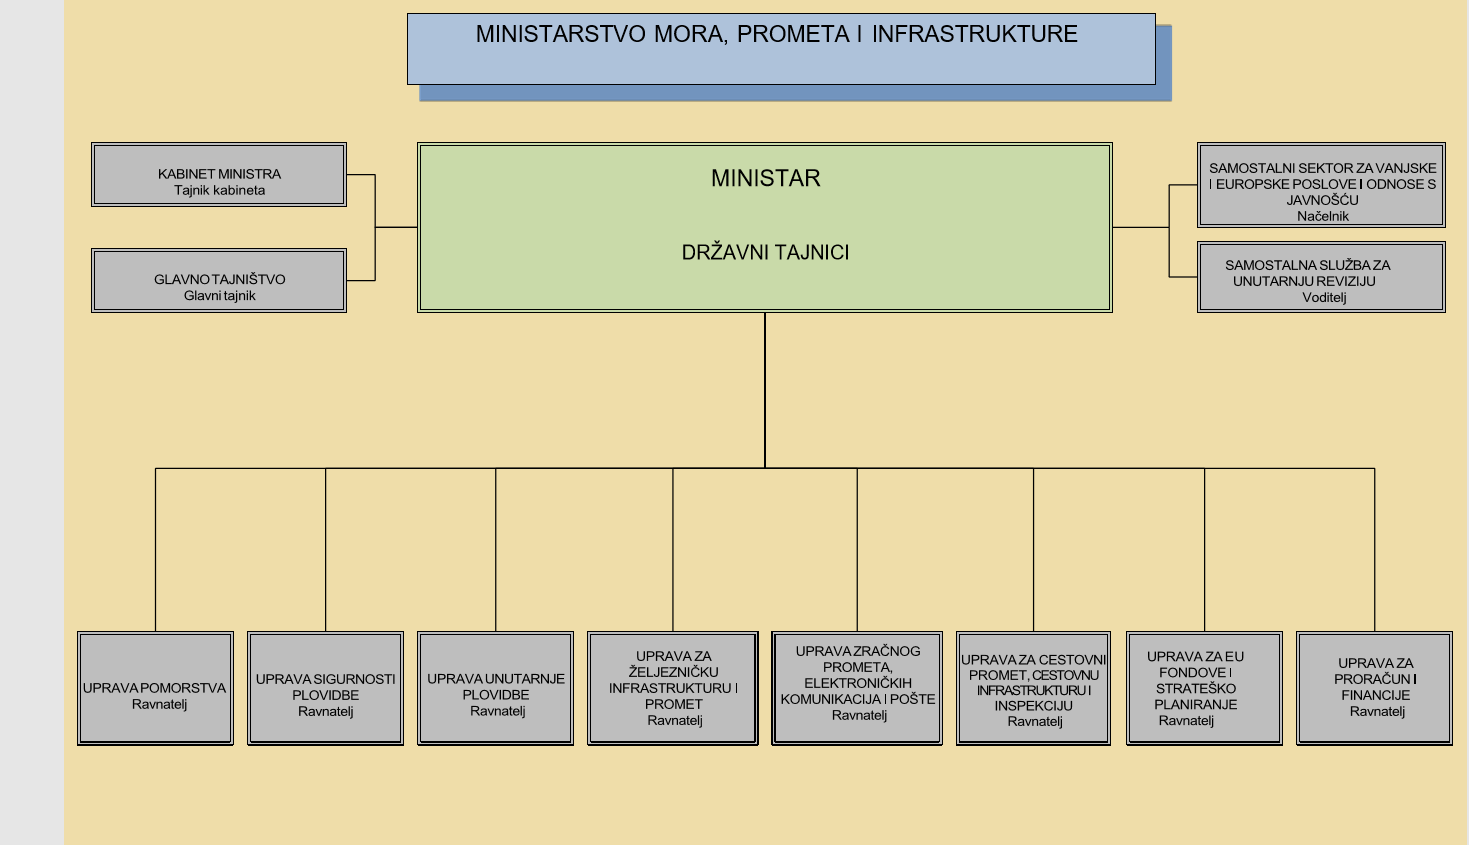 MINISTARSTVO MORA, PROMETA I INFRASTRUKTURE
KABINET MINISTRA
Tajnik kabineta
GLAVNO TAJNIŠTVO
Glavni tajnik
MINISTAR
DRŽAVNI TAJNICI
SAMOSTALNI SEKTOR ZA VANJSKE
I EUROPSKE POSLOVE I ODNOSE S
JAVNOŠĆU
Načelnik
SAMOSTALNA SLUŽBA ZA
UNUTARNJU REVIZIJU
Voditelj
UPRAVA POMORSTVA
Ravnatelj
UPRAVA SIGURNOSTI
PLOVIDBE
Ravnatelj
UPRAVA UNUTARNJE
PLOVIDBE
Ravnatelj
UPRAVA ZA
ŽELJEZNIČKU
INFRASTRUKTURU I
PROMET
Ravnatelj
UPRAVA ZRAČNOG
PROMETA,
ELEKTRONIČKIH
KOMUNIKACIJA I POŠTE
Ravnatelj
UPRAVA ZA CESTOVNI
PROMET, CESTOVNU
INFRASTRUKTURU I
INSPEKCIJU
Ravnatelj
UPRAVA ZA EU
FONDOVE I
STRATEŠKO
PLANIRANJE
Ravnatelj
UPRAVA ZA
PRORAČUN I
FINANCIJE
Ravnatelj